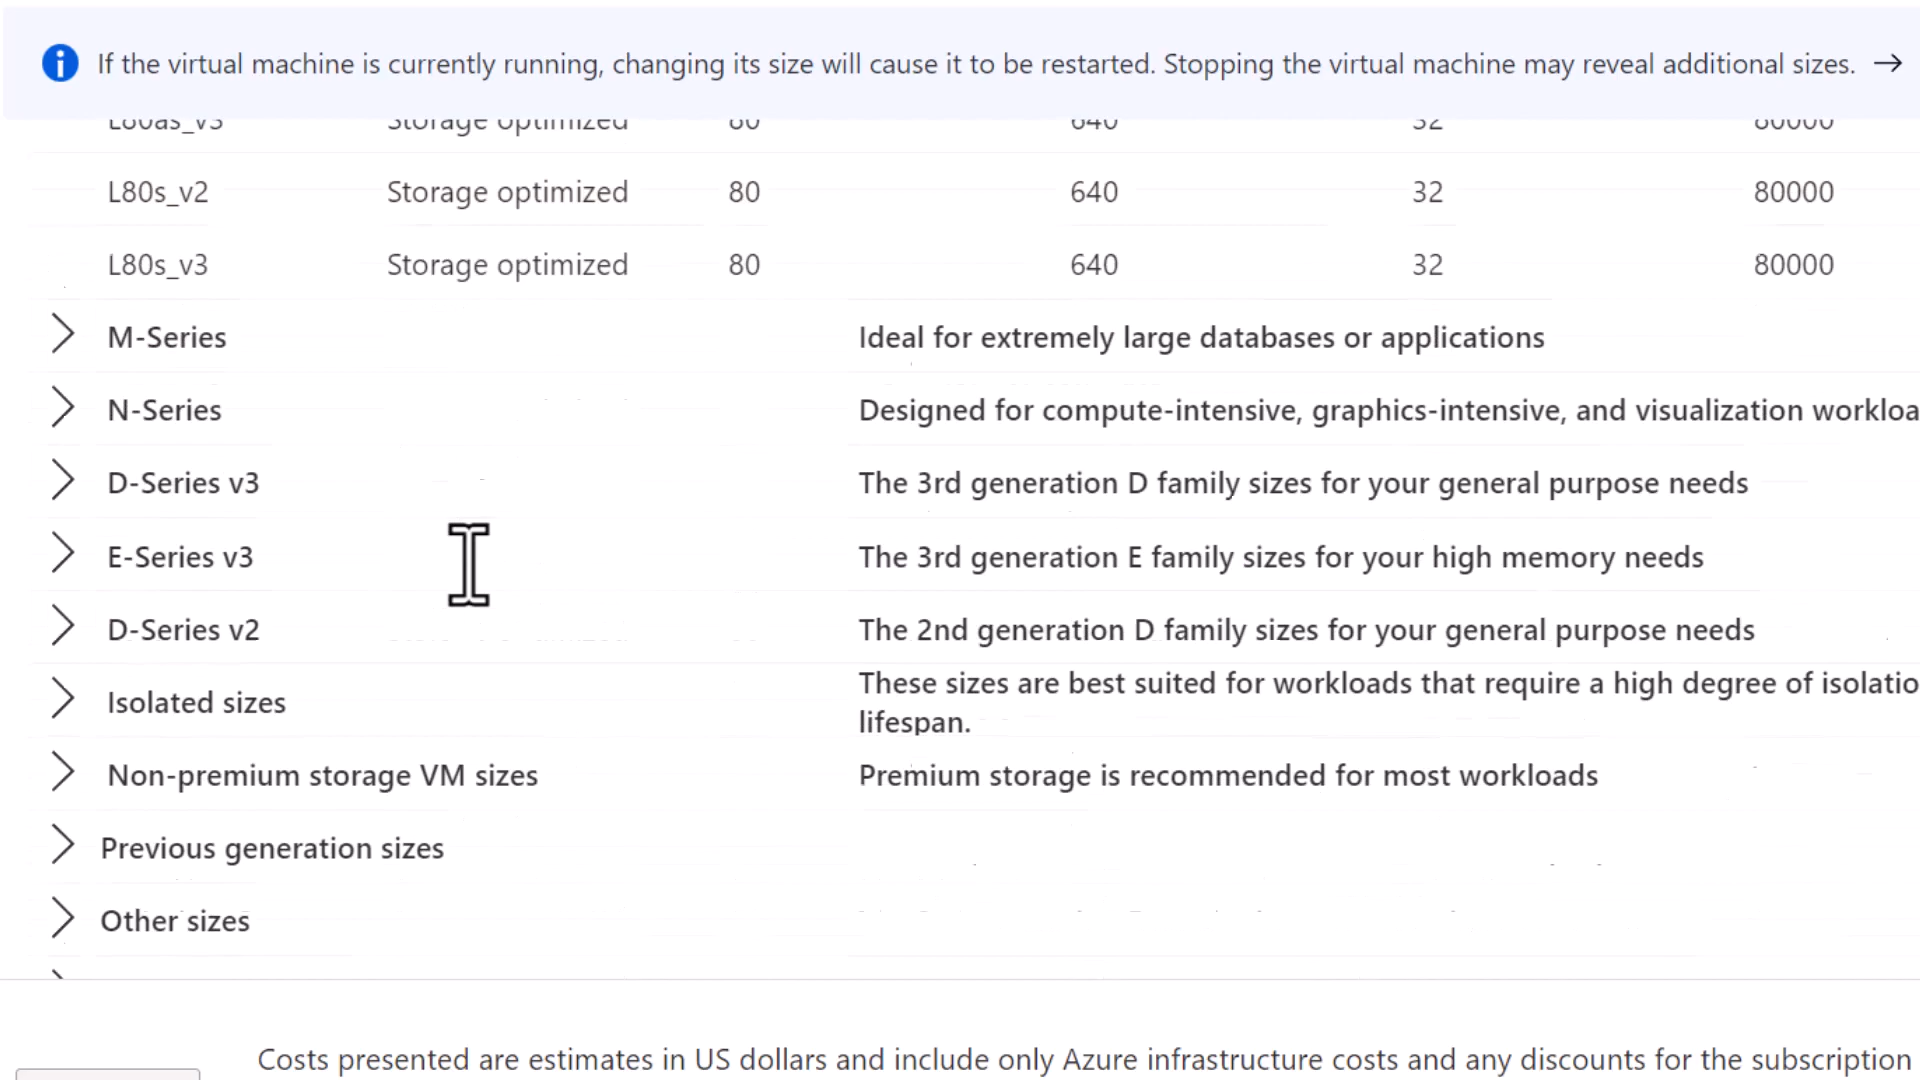 If the virtual machine is currently running, changing its size will cause it to be restarted. Stopping the virtual machine may reveal additional sizes. →
L80as_v3 Storage optimized 80 640 32 80000
L80s_v2 Storage optimized 80 640 32 80000
L80s_v3 Storage optimized 80 640 32 80000
M-Series Ideal for extremely large databases or applications
N-Series Designed for compute-intensive, graphics-intensive, and visualization workloa
D-Series v3 The 3rd generation D family sizes for your general purpose needs
E-Series v3 The 3rd generation E family sizes for your high memory needs
D-Series v2 The 2nd generation D family sizes for your general purpose needs
Isolated sizes These sizes are best suited for workloads that require a high degree of isolatio
lifespan.
Non-premium storage VM sizes Premium storage is recommended for most workloads
Previous generation sizes
Other sizes
Costs presented are estimates in US dollars and include only Azure infrastructure costs and any discounts for the subscription